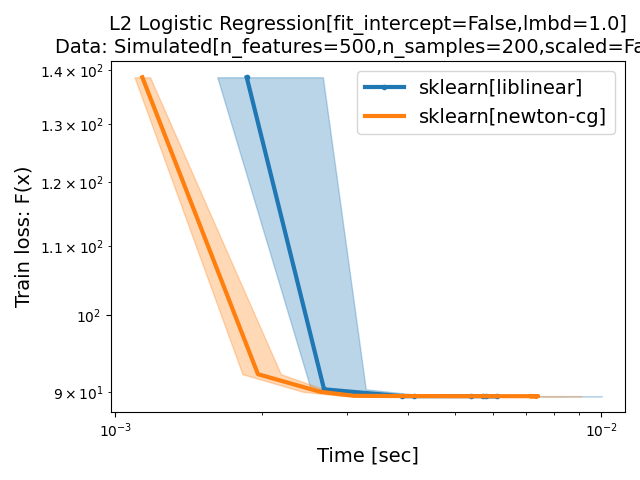 L2 Logistic Regression[fit_intercept=False,lmbd=1.0]
Data: Simulated[n_features=500,n_samples=200,scaled=Fa
sklearn[liblinear]
sklearn[newton-cg]
1.4 × 10²
1.3 × 10²
1.2 × 10²
1.1 × 10²
10²
9 × 10¹
Train loss: F(x)
10⁻³
10⁻²
Time [sec]